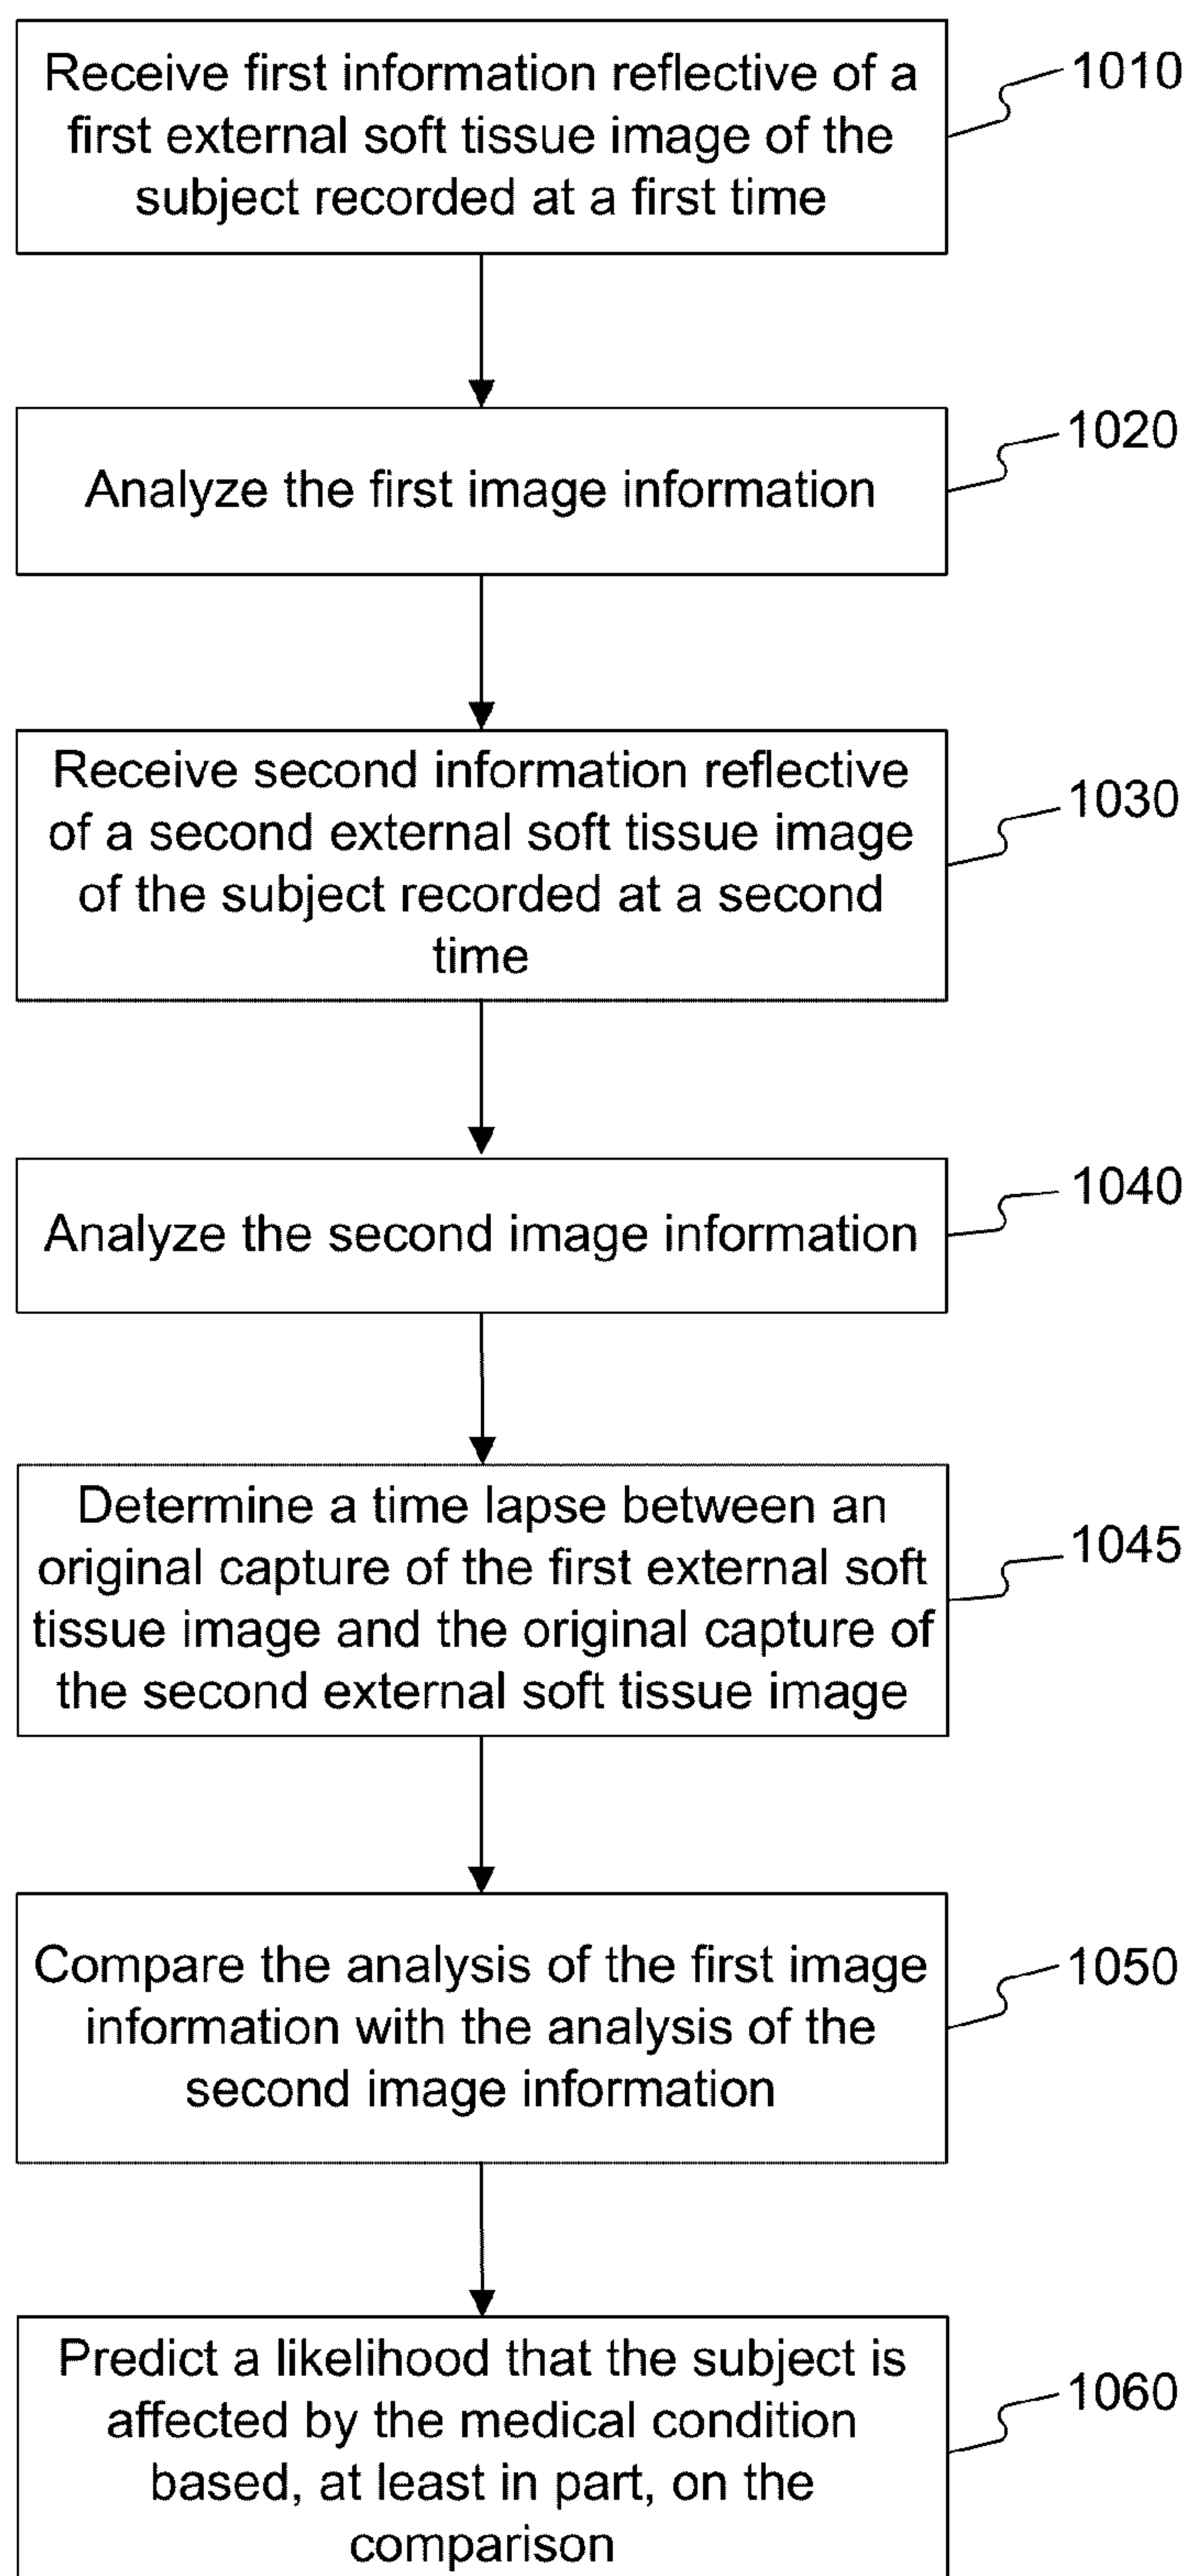 Receive first information reflective of a
first external soft tissue image of the
subject recorded at a first time
1010
Analyze the first image information
1020
Receive second information reflective
of a second external soft tissue image
of the subject recorded at a second
time
1030
Analyze the second image information
1040
Determine a time lapse between an
original capture of the first external soft
tissue image and the original capture of
the second external soft tissue image
1045
Compare the analysis of the first image
information with the analysis of the
second image information
1050
Predict a likelihood that the subject is
affected by the medical condition
based, at least in part, on the
comparison
1060